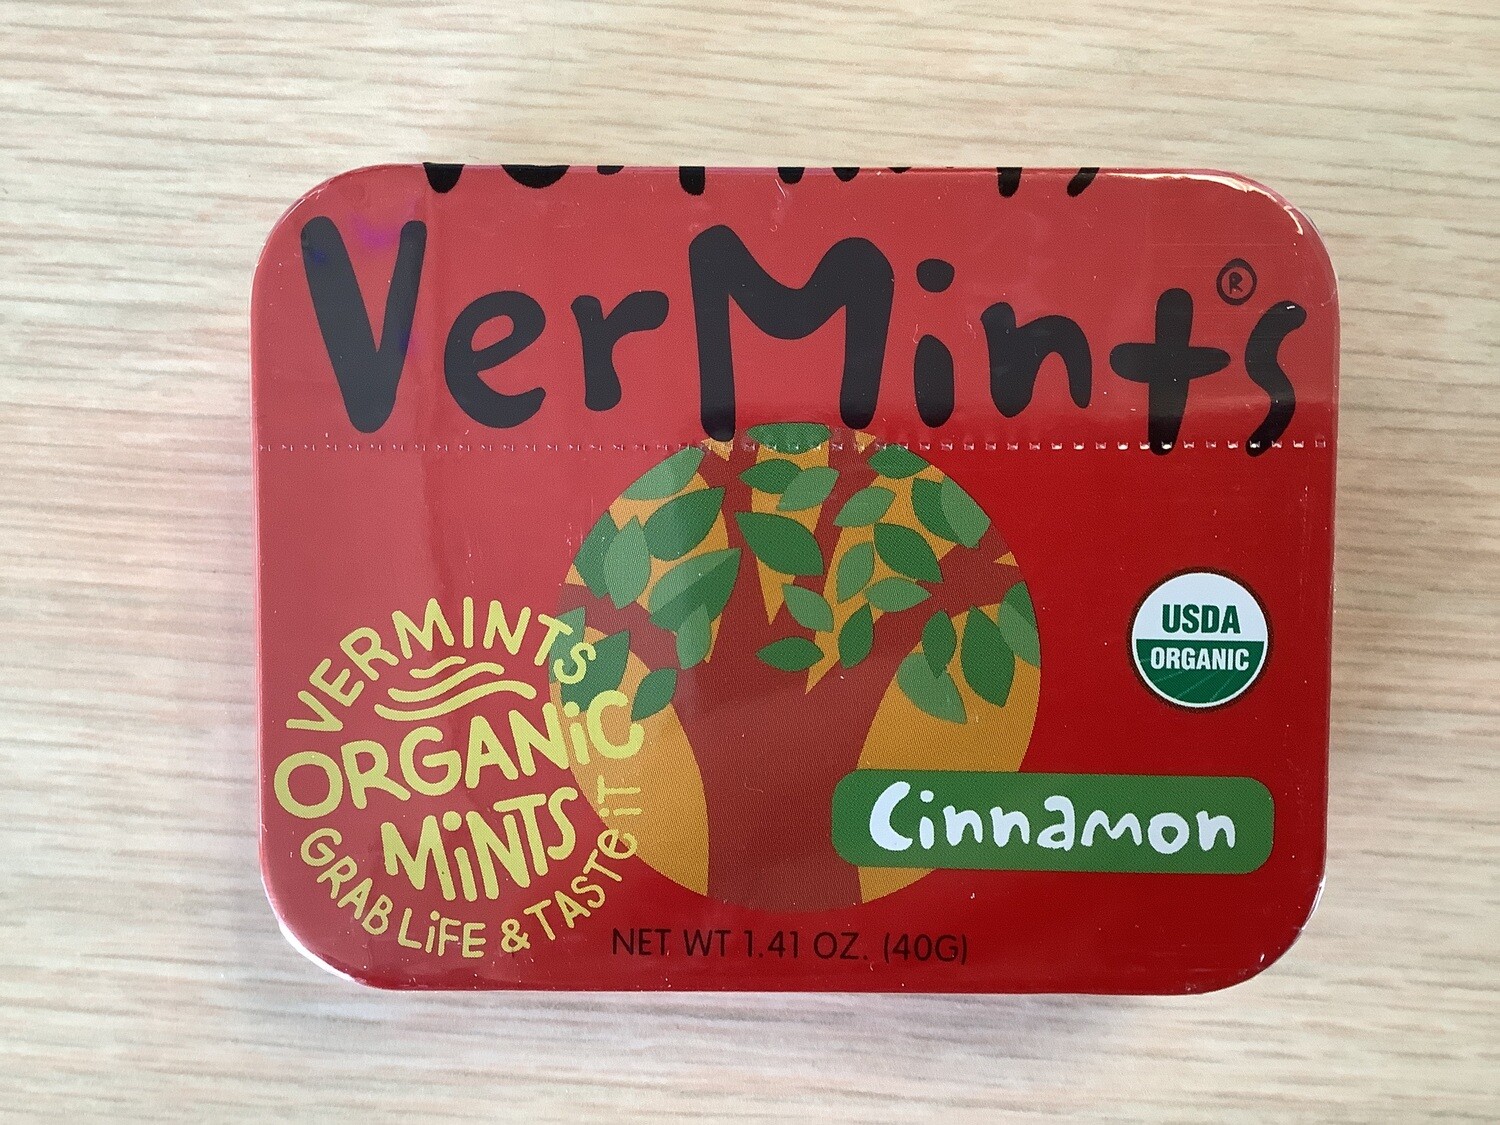 VerMints®
VERMINTS
ORGANiC
MiNTS
GRAB LiFE & TASTE iT
USDA
ORGANIC
Cinnamon
NET WT 1.41 OZ. (40G)